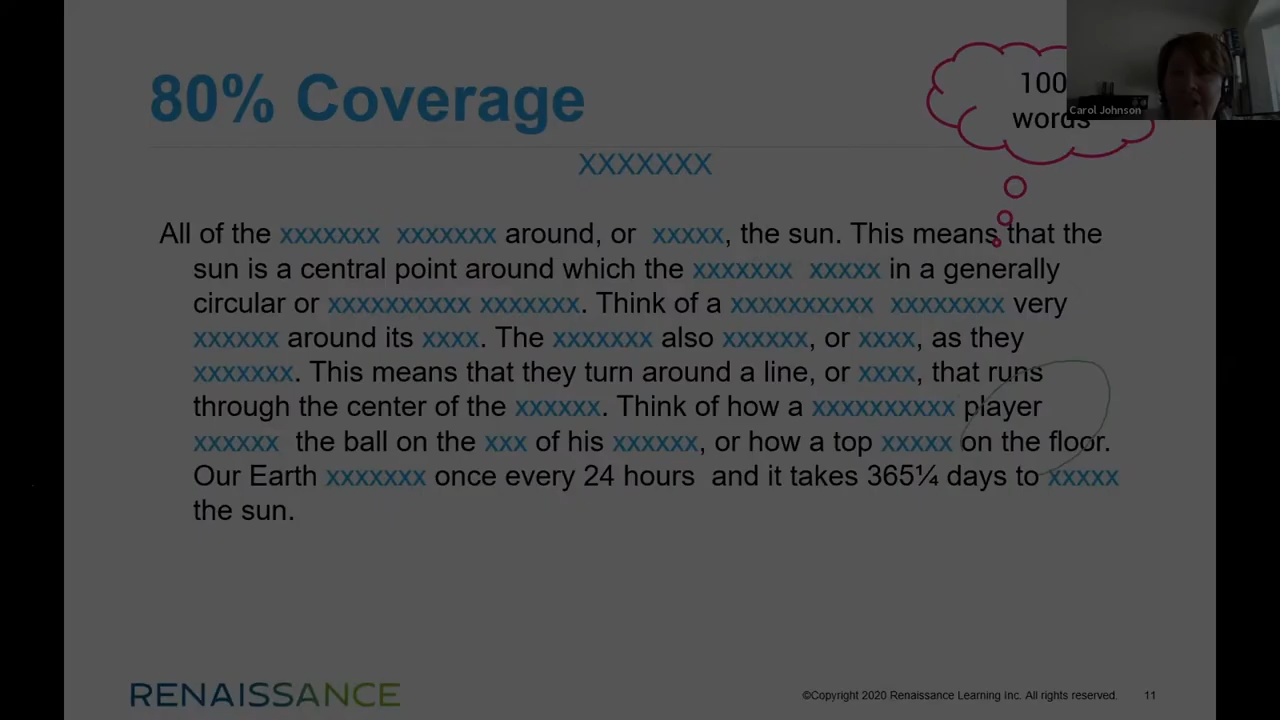 80% Coverage
100
words
Carol Johnson
XXXXXXX
All of the xxxxxxx xxxxxxx around, or xxxxx, the sun. This means that the
sun is a central point around which the xxxxxxx xxxxx in a generally
circular or xxxxxxxxxx xxxxxxx. Think of a xxxxxxxxxx xxxxxxxx very
xxxxxx around its xxxx. The xxxxxxx also xxxxxx, or xxxx, as they
xxxxxxx. This means that they turn around a line, or xxxx, that runs
through the center of the xxxxxx. Think of how a xxxxxxxxxx player
xxxxxx the ball on the xxx of his xxxxxx, or how a top xxxxx on the floor.
Our Earth xxxxxxx once every 24 hours and it takes 365¼ days to xxxxx
the sun.
RENAISSANCE
©Copyright 2020 Renaissance Learning Inc. All rights reserved. 11